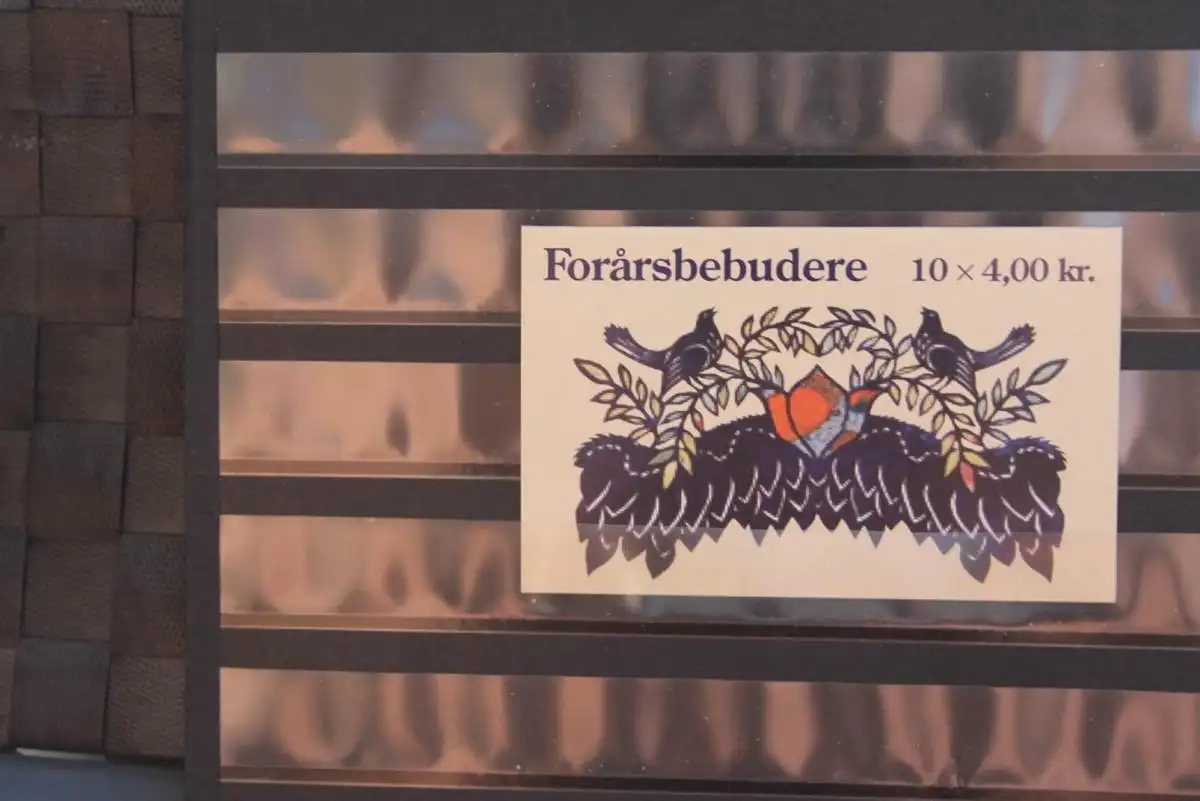 Forårsbebudere 10 × 4,00 kr.